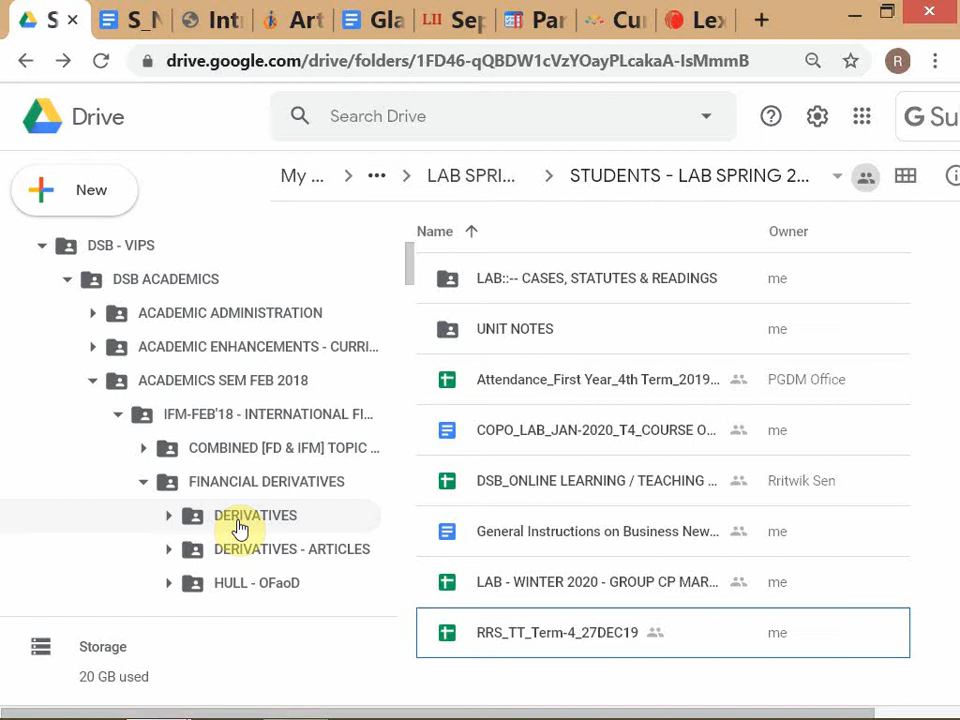 S
S_N
Int
Art
Gla
LII
Sep
Par
Cu
Lex
drive.google.com/drive/folders/1FD46-qQBDW1cVzYOayPLcakaA-IsMmmB
R
Drive
Search Drive
G Su
New
My ...
LAB SPRI...
STUDENTS - LAB SPRING 2...
Name
Owner
DSB - VIPS
DSB ACADEMICS
ACADEMIC ADMINISTRATION
ACADEMIC ENHANCEMENTS - CURRI...
ACADEMICS SEM FEB 2018
IFM-FEB'18 - INTERNATIONAL FI...
COMBINED [FD & IFM] TOPIC ...
FINANCIAL DERIVATIVES
DERIVATIVES
DERIVATIVES - ARTICLES
HULL - OFaoD
Storage
20 GB used
LAB::-- CASES, STATUTES & READINGS me
UNIT NOTES me
Attendance_First Year_4th Term_2019... PGDM Office
COPO_LAB_JAN-2020_T4_COURSE O... me
DSB_ONLINE LEARNING / TEACHING ... Rritwik Sen
General Instructions on Business New... me
LAB - WINTER 2020 - GROUP CP MAR... me
RRS_TT_Term-4_27DEC19 me